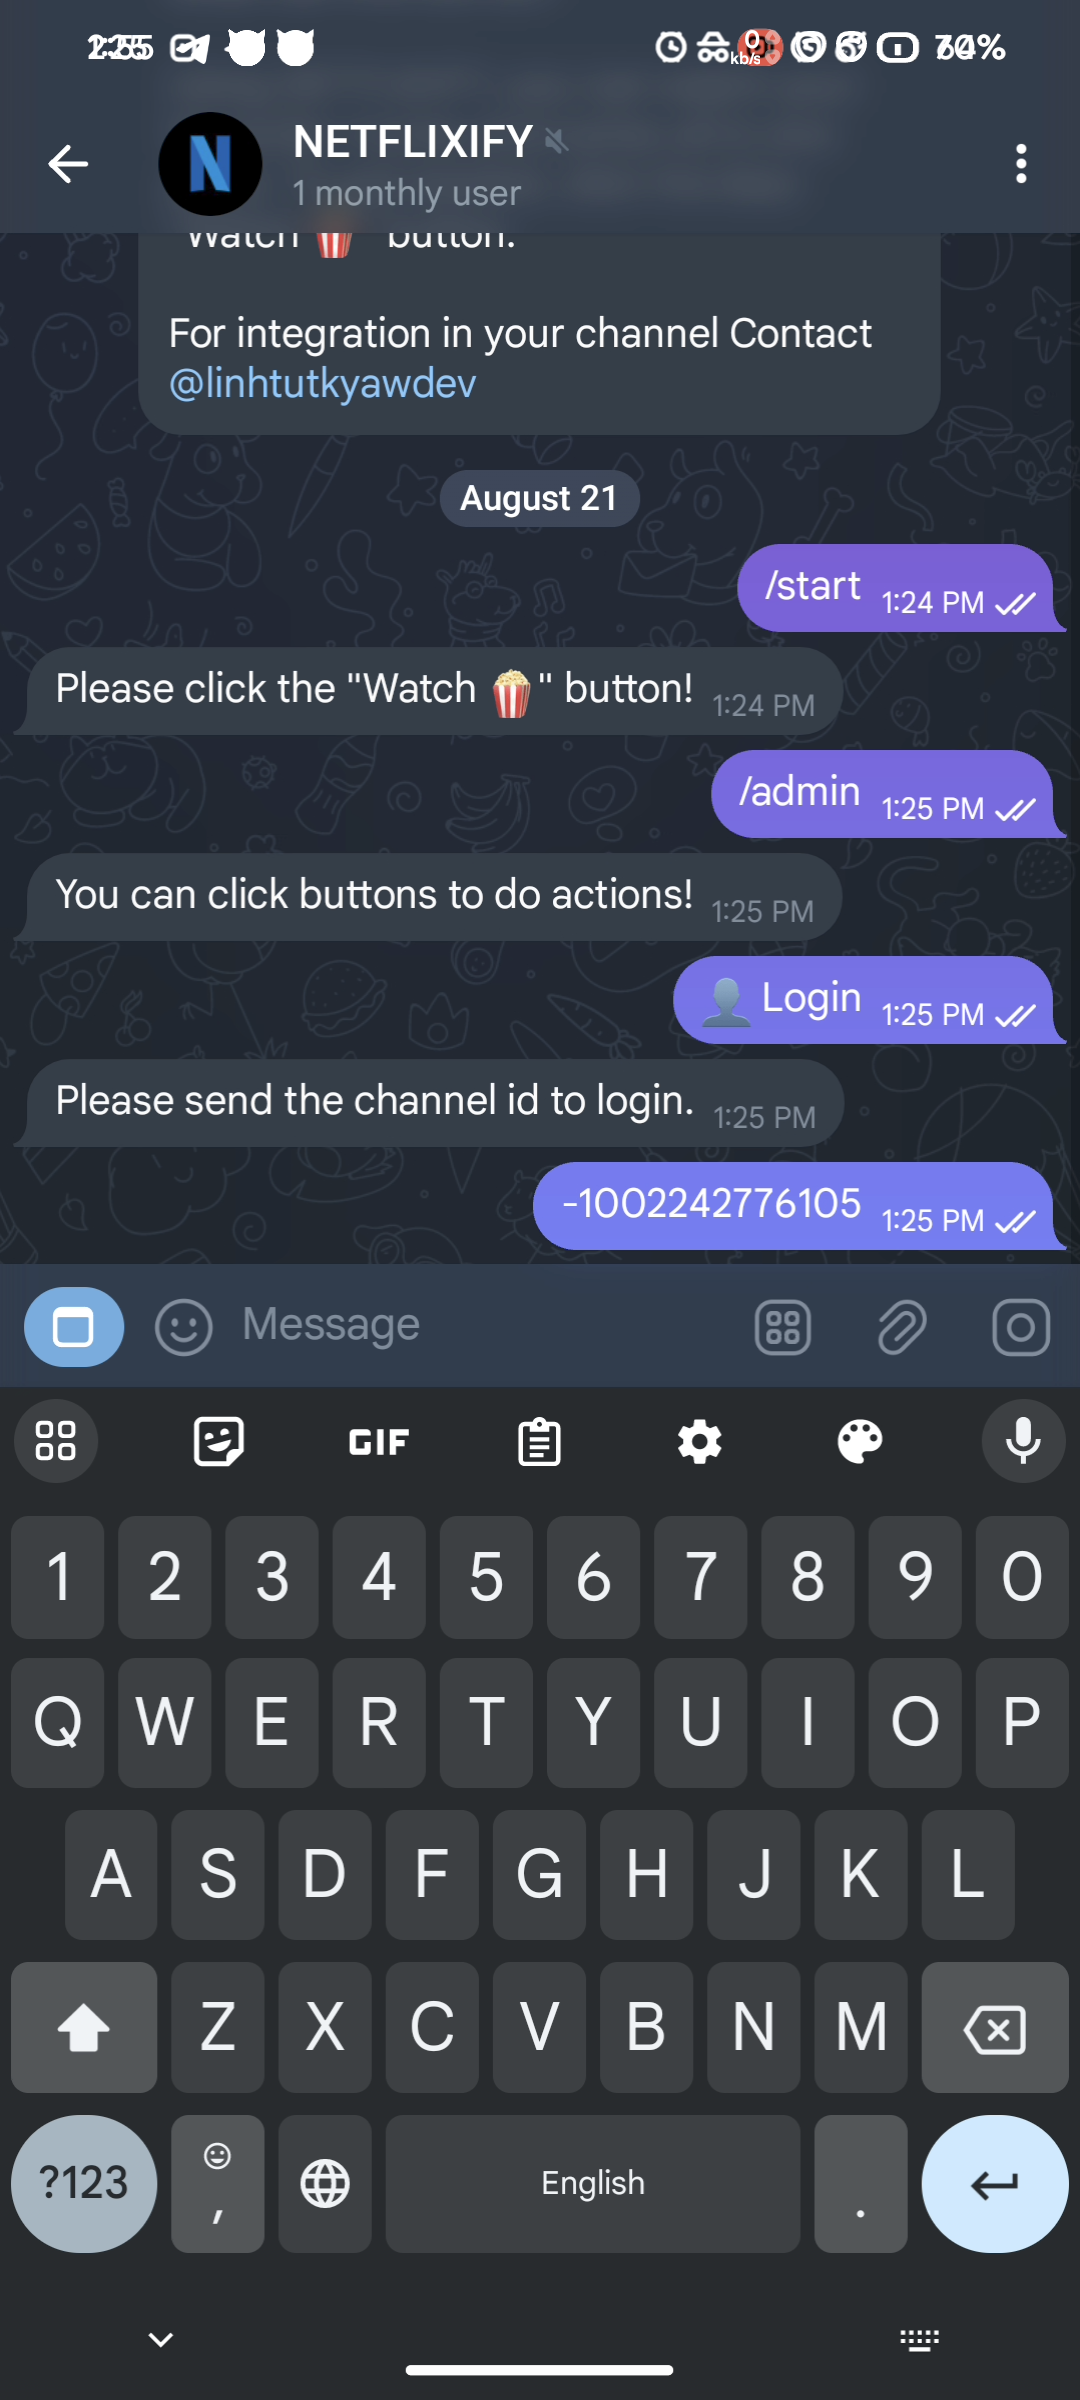 NETFLIXIFY
1 monthly user
Watch 🍿 " button.
For integration in your channel Contact
@linhtutkyawdev
August 21
/start 1:24 PM
Please click the "Watch 🍿" button! 1:24 PM
/admin 1:25 PM
You can click buttons to do actions! 1:25 PM
👤 Login 1:25 PM
Please send the channel id to login. 1:25 PM
-1002242776105 1:25 PM
Message
GIF
1 2 3 4 5 6 7 8 9 0
Q W E R T Y U I O P
A S D F G H J K L
Z X C V B N M
?123 , English .